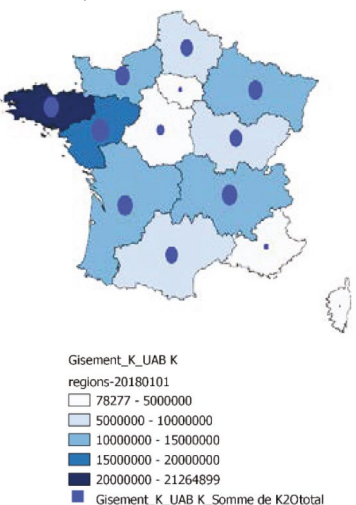 Gisement_K_UAB K
regions-20180101
78277 - 5000000
5000000 - 10000000
10000000 - 15000000
15000000 - 20000000
20000000 - 21264899
Gisement_K_UAB K_Somme de K2Ototal